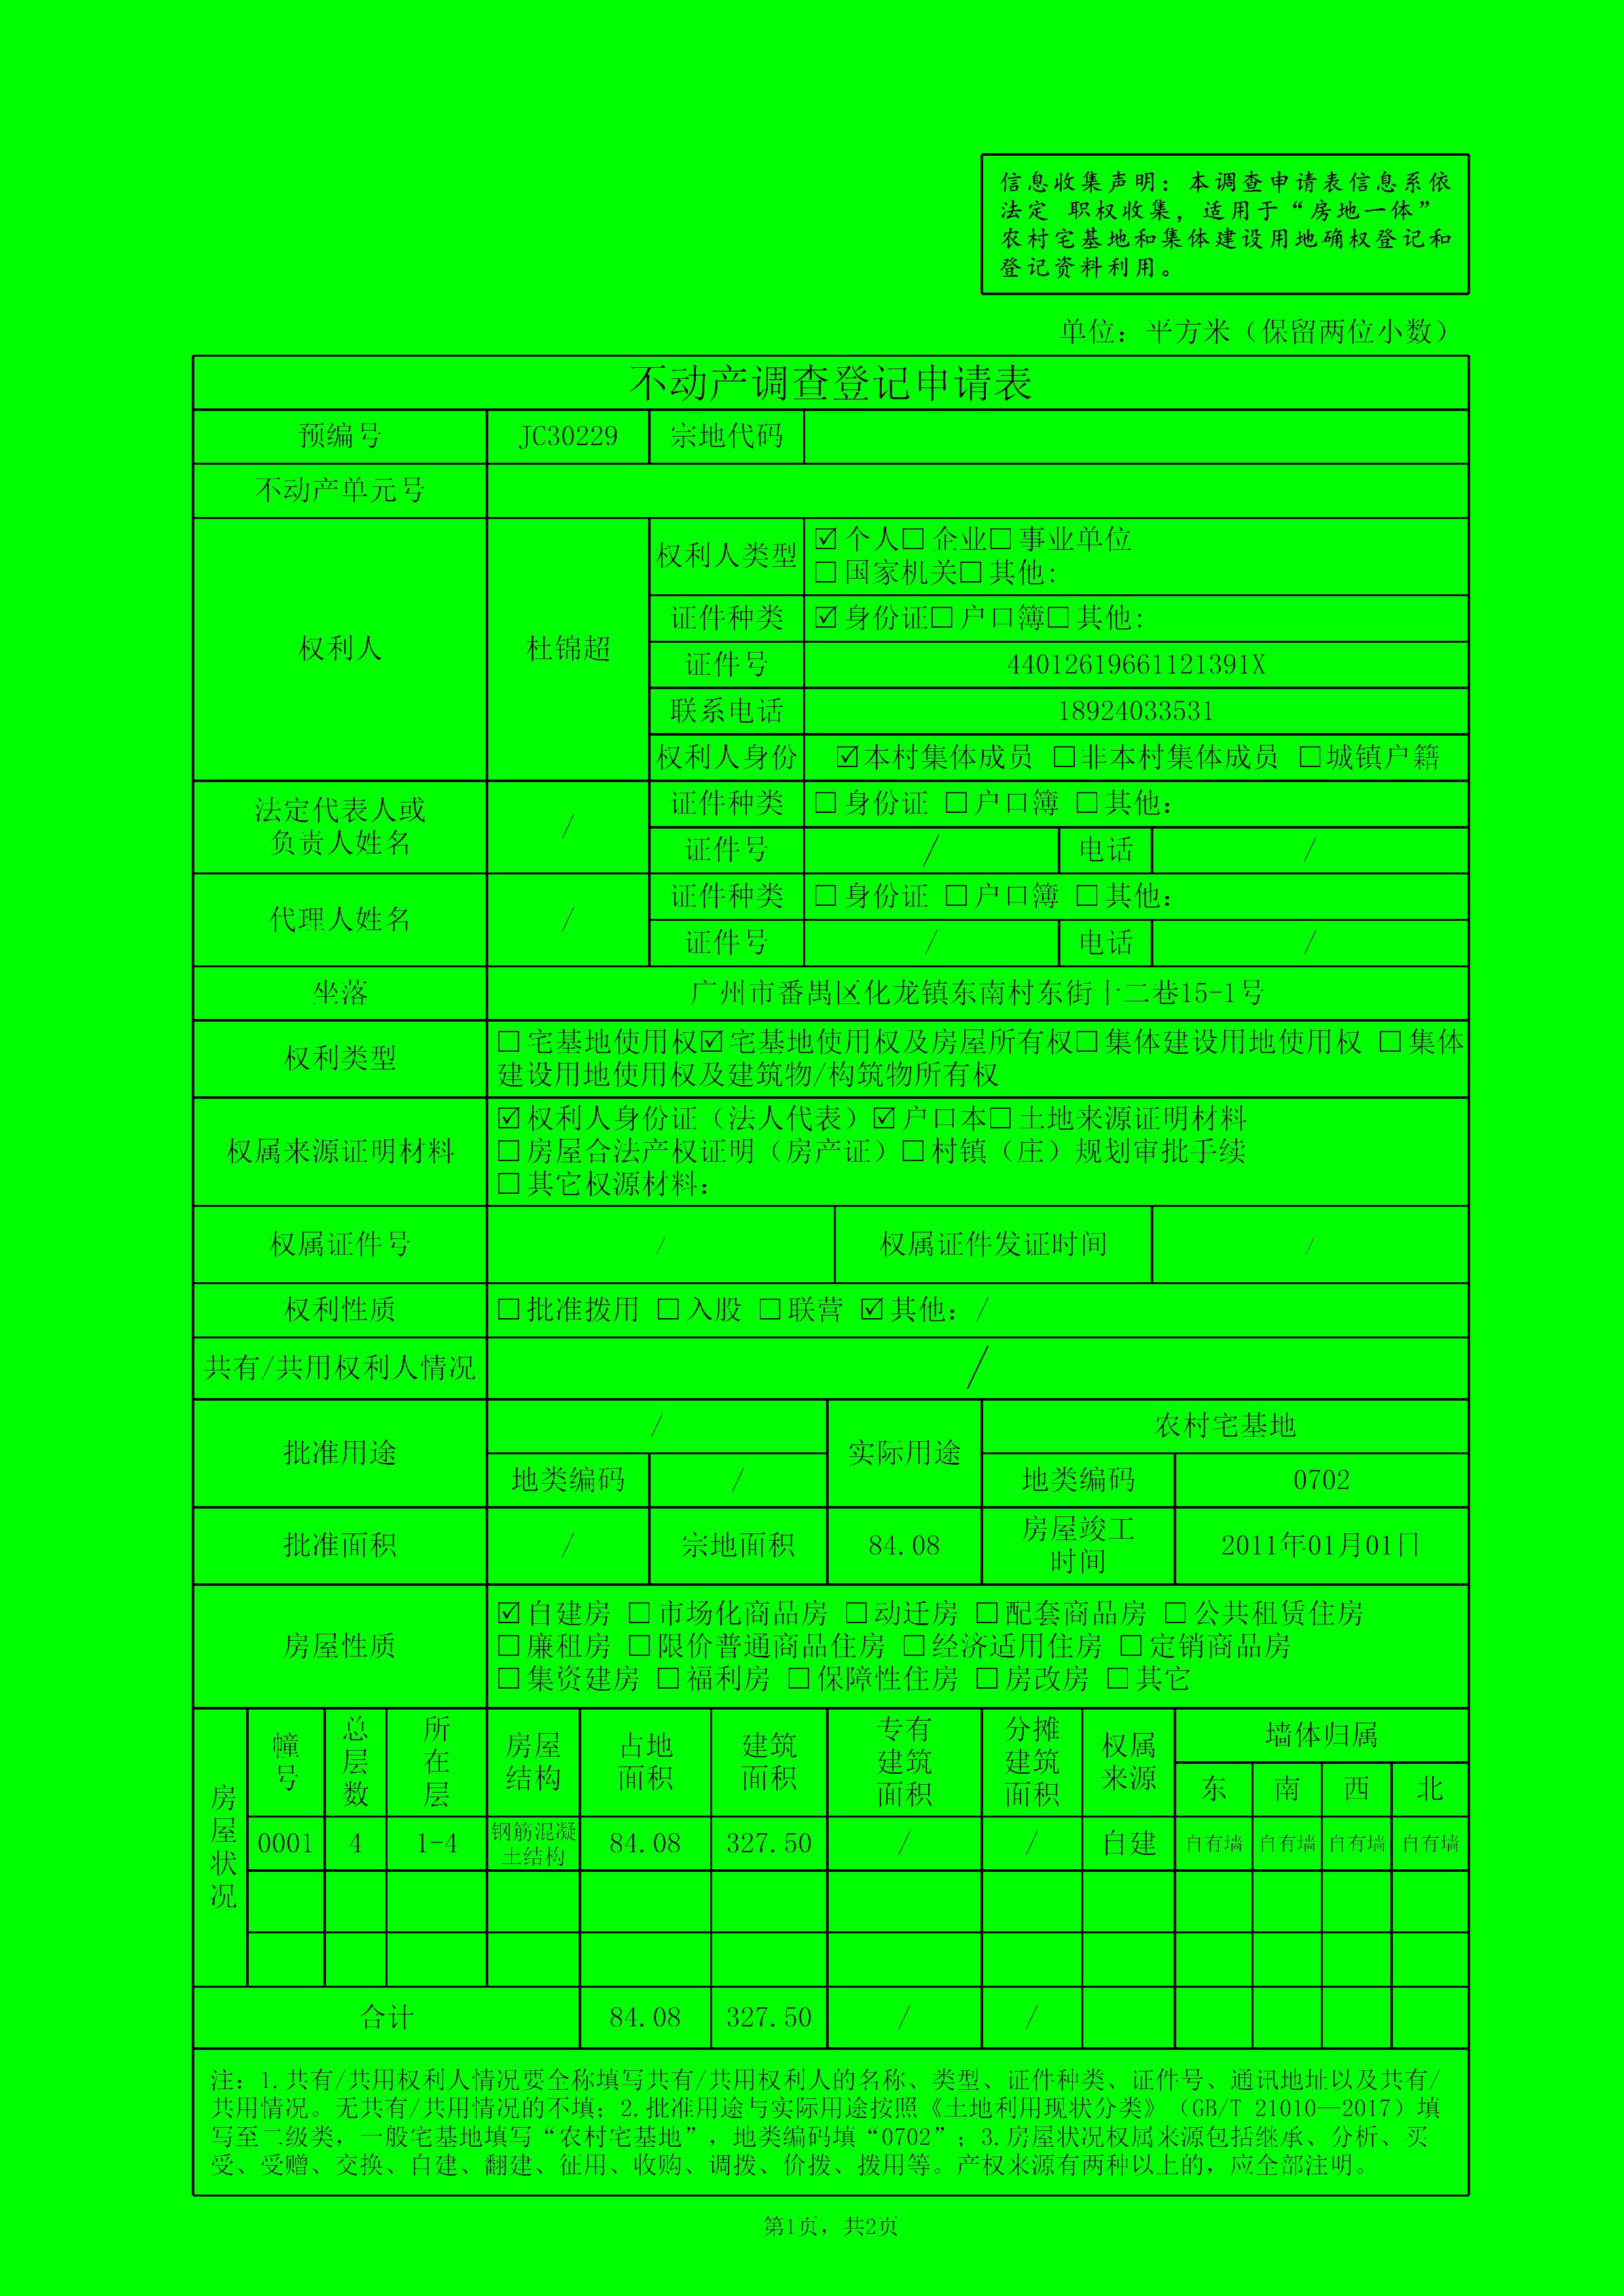 信息收集声明：本调查申请表信息系依
法定 职权收集，适用于“房地一体”
农村宅基地和集体建设用地确权登记和
登记资料利用。
单位：平方米（保留两位小数）
不动产调查登记申请表
预编号 JC30229 宗地代码
不动产单元号
权利人 杜锦超
权利人类型 ☑个人☐企业☐事业单位
☐国家机关☐其他:
证件种类 ☑身份证☐户口簿☐其他:
证件号 44012619661121391X
联系电话 18924033531
权利人身份 ☑本村集体成员 ☐非本村集体成员 ☐城镇户籍
法定代表人或
负责人姓名 /
证件种类 ☐身份证 ☐户口簿 ☐其他：
证件号 / 电话 /
代理人姓名 /
证件种类 ☐身份证 ☐户口簿 ☐其他：
证件号 / 电话 /
坐落 广州市番禺区化龙镇东南村东街十二巷15-1号
权利类型 ☐宅基地使用权☑宅基地使用权及房屋所有权☐集体建设用地使用权 ☐集体
建设用地使用权及建筑物/构筑物所有权
权属来源证明材料 ☑权利人身份证（法人代表）☑户口本☐土地来源证明材料
☐房屋合法产权证明（房产证）☐村镇（庄）规划审批手续
☐其它权源材料：
权属证件号 / 权属证件发证时间 /
权利性质 ☐批准拨用 ☐入股 ☐联营 ☑其他：/
共有/共用权利人情况 /
批准用途 / 实际用途 农村宅基地
地类编码 / 地类编码 0702
批准面积 / 宗地面积 84.08 房屋竣工
时间 2011年01月01日
房屋性质 ☑自建房 ☐市场化商品房 ☐动迁房 ☐配套商品房 ☐公共租赁住房
☐廉租房 ☐限价普通商品住房 ☐经济适用住房 ☐定销商品房
☐集资建房 ☐福利房 ☐保障性住房 ☐房改房 ☐其它
房屋状况
幢号 总层数 所在层 房屋结构 占地面积 建筑面积 专有建筑面积 分摊建筑面积 权属来源 墙体归属
东 南 西 北
0001 4 1-4 钢筋混凝土结构 84.08 327.50 / / 自建 自有墙 自有墙 自有墙 自有墙
合计 84.08 327.50 / /
注：1.共有/共用权利人情况要全称填写共有/共用权利人的名称、类型、证件种类、证件号、通讯地址以及共有/
共用情况。无共有/共用情况的不填；2.批准用途与实际用途按照《土地利用现状分类》（GB/T 21010—2017）填
写至二级类，一般宅基地填写“农村宅基地”，地类编码填“0702”；3.房屋状况权属来源包括继承、分析、买
受、受赠、交换、自建、翻建、征用、收购、调拨、价拨、拨用等。产权来源有两种以上的，应全部注明。
第1页，共2页